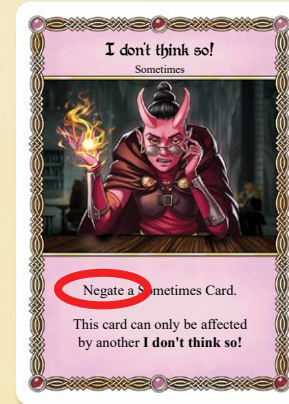 I don't think so!
Sometimes
Negate a Sometimes Card.
This card can only be affected
by another I don't think so!